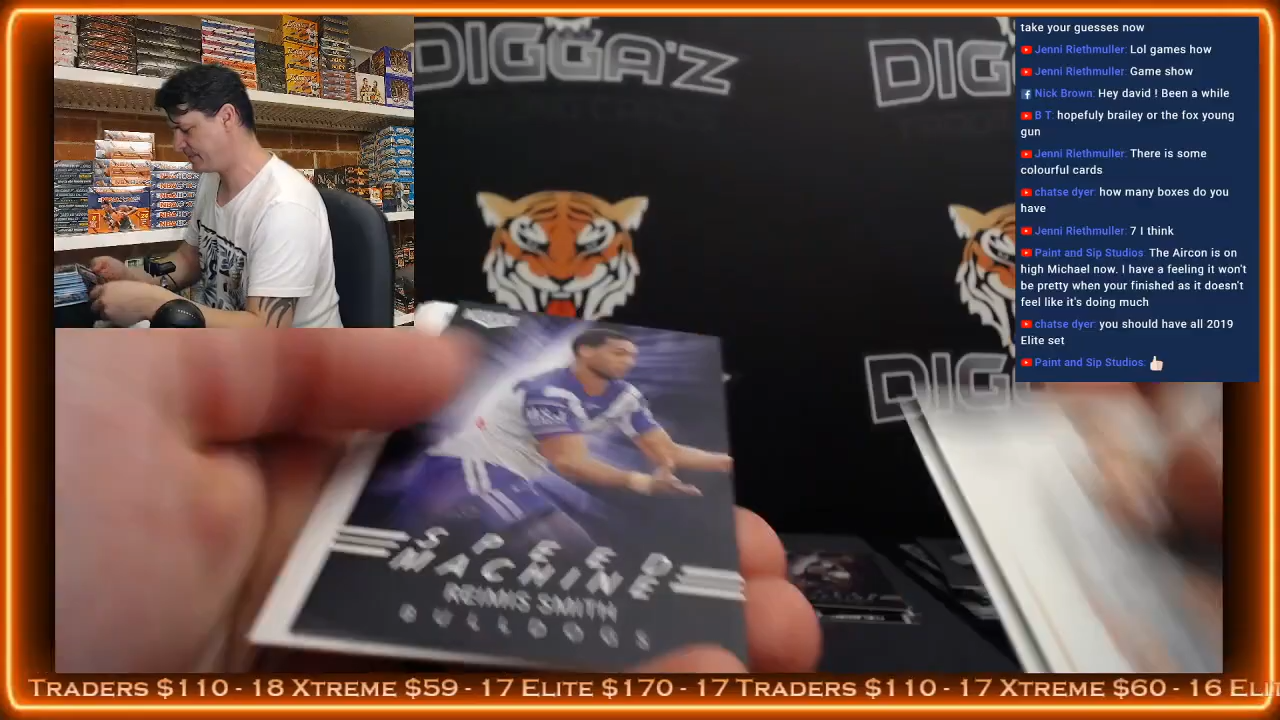 DIGGA'Z
DIG
take your guesses now
Jenni Riethmuller: Lol games how
Jenni Riethmuller: Game show
Nick Brown: Hey david ! Been a while
B T: hopefuly brailey or the fox young
gun
Jenni Riethmuller: There is some
colourful cards
chatse dyer: how many boxes do you
have
Jenni Riethmuller: 7 I think
Paint and Sip Studios: The Aircon is on
high Michael now. I have a feeling it won't
be pretty when your finished as it doesn't
feel like it's doing much
chatse dyer: you should have all 2019
Elite set
Paint and Sip Studios: 👍🏻
DIG
SPEED
MACHINE
REIMIS SMITH
BULLDOGS
TRADERS $110 - 18 XTREME $59 - 17 ELITE $170 - 17 TRADERS $110 - 17 XTREME $60 - 16 ELI